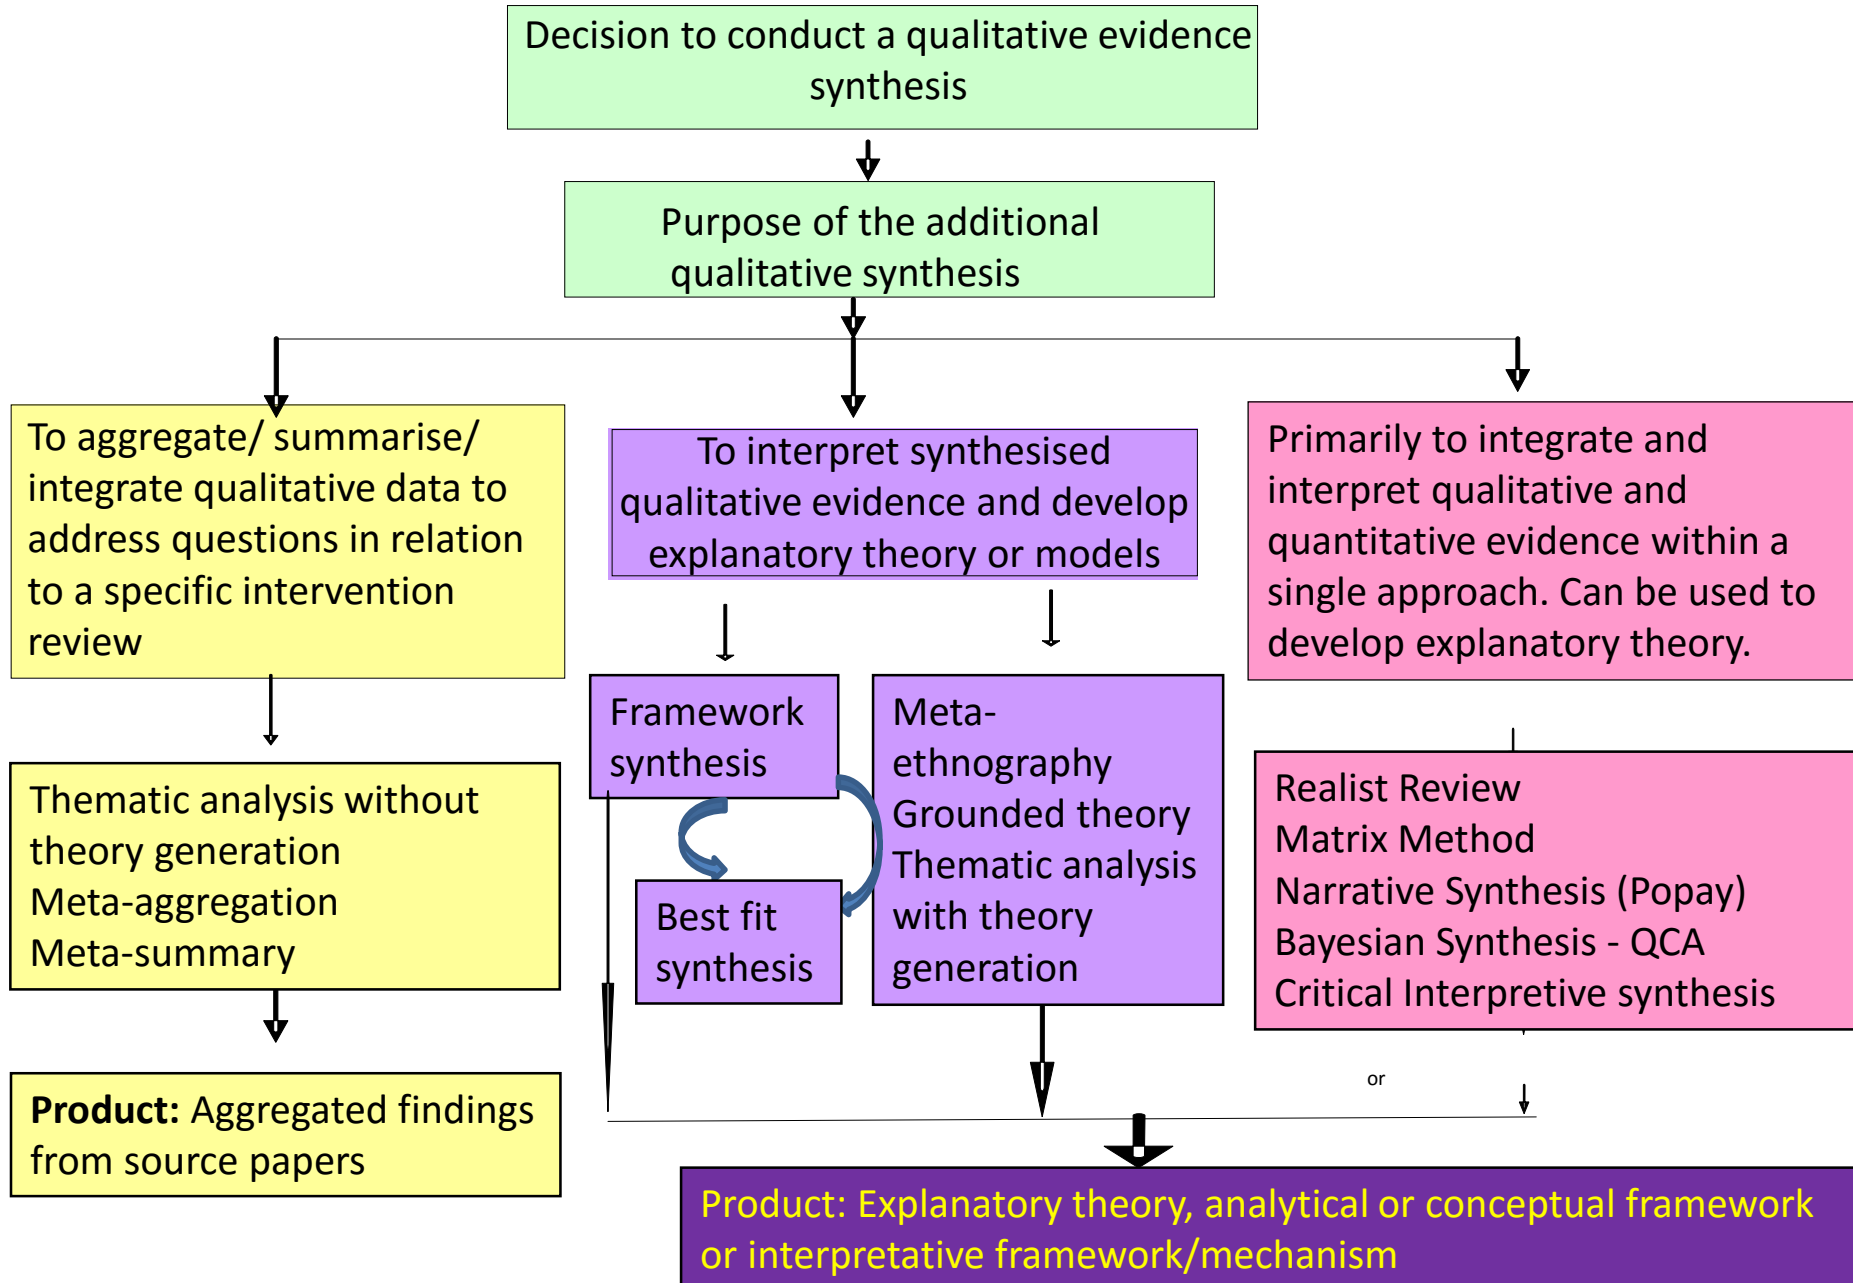 Decision to conduct a qualitative evidence
synthesis
Purpose of the additional
qualitative synthesis
To aggregate/ summarise/
integrate qualitative data to
address questions in relation
to a specific intervention
review
To interpret synthesised
qualitative evidence and develop
explanatory theory or models
Primarily to integrate and
interpret qualitative and
quantitative evidence within a
single approach. Can be used to
develop explanatory theory.
Thematic analysis without
theory generation
Meta-aggregation
Meta-summary
Framework
synthesis
Best fit
synthesis
Meta-
ethnography
Grounded theory
Thematic analysis
with theory
generation
Realist Review
Matrix Method
Narrative Synthesis (Popay)
Bayesian Synthesis - QCA
Critical Interpretive synthesis
or
Product: Aggregated findings
from source papers
Product: Explanatory theory, analytical or conceptual framework
or interpretative framework/mechanism